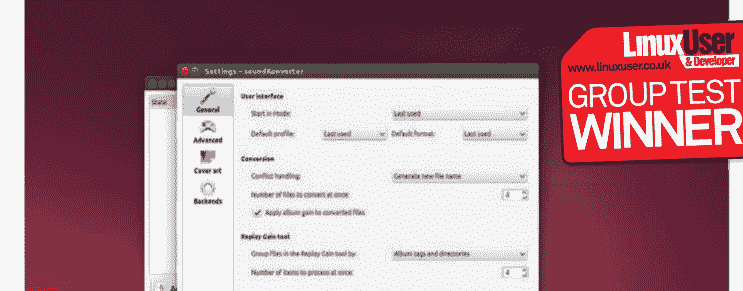 LinuxUser
& Developer
www.linuxuser.co.uk
GROUP TEST
WINNER
Settings - soundKonverter
State
General
Advanced
Cover art
Backends
User interface
Start in Mode: Last used
Default profile: Last used Default format: Last used
Conversion
Conflict handling: Generate new file name
Number of files to convert at once: 4
Apply album gain to converted files
Replay Gain tool
Group files in the Replay Gain tool by: Album tags and directories
Number of items to process at once: 4